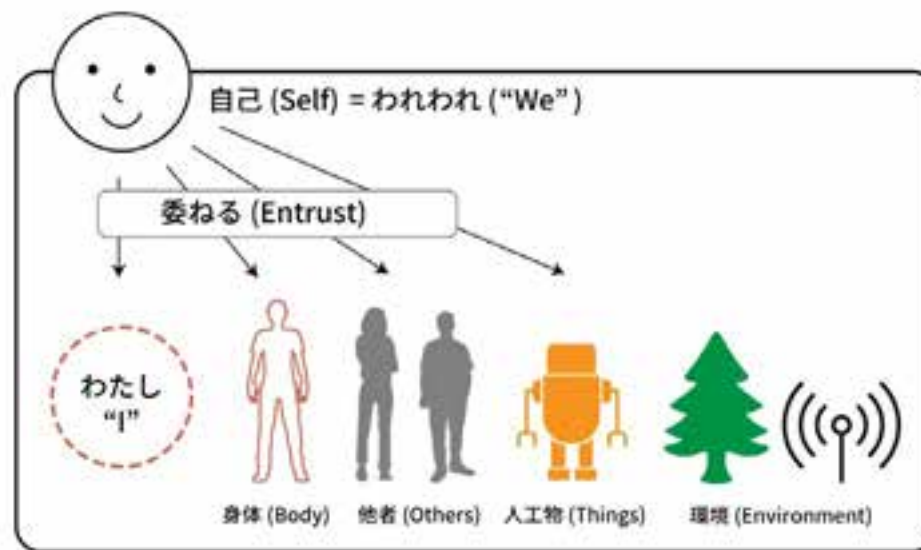 自己 (Self) = われわれ (“We” )
委ねる (Entrust)
わたし
“I”
身体 (Body)
他者 (Others)
人工物 (Things)
環境 (Environment)